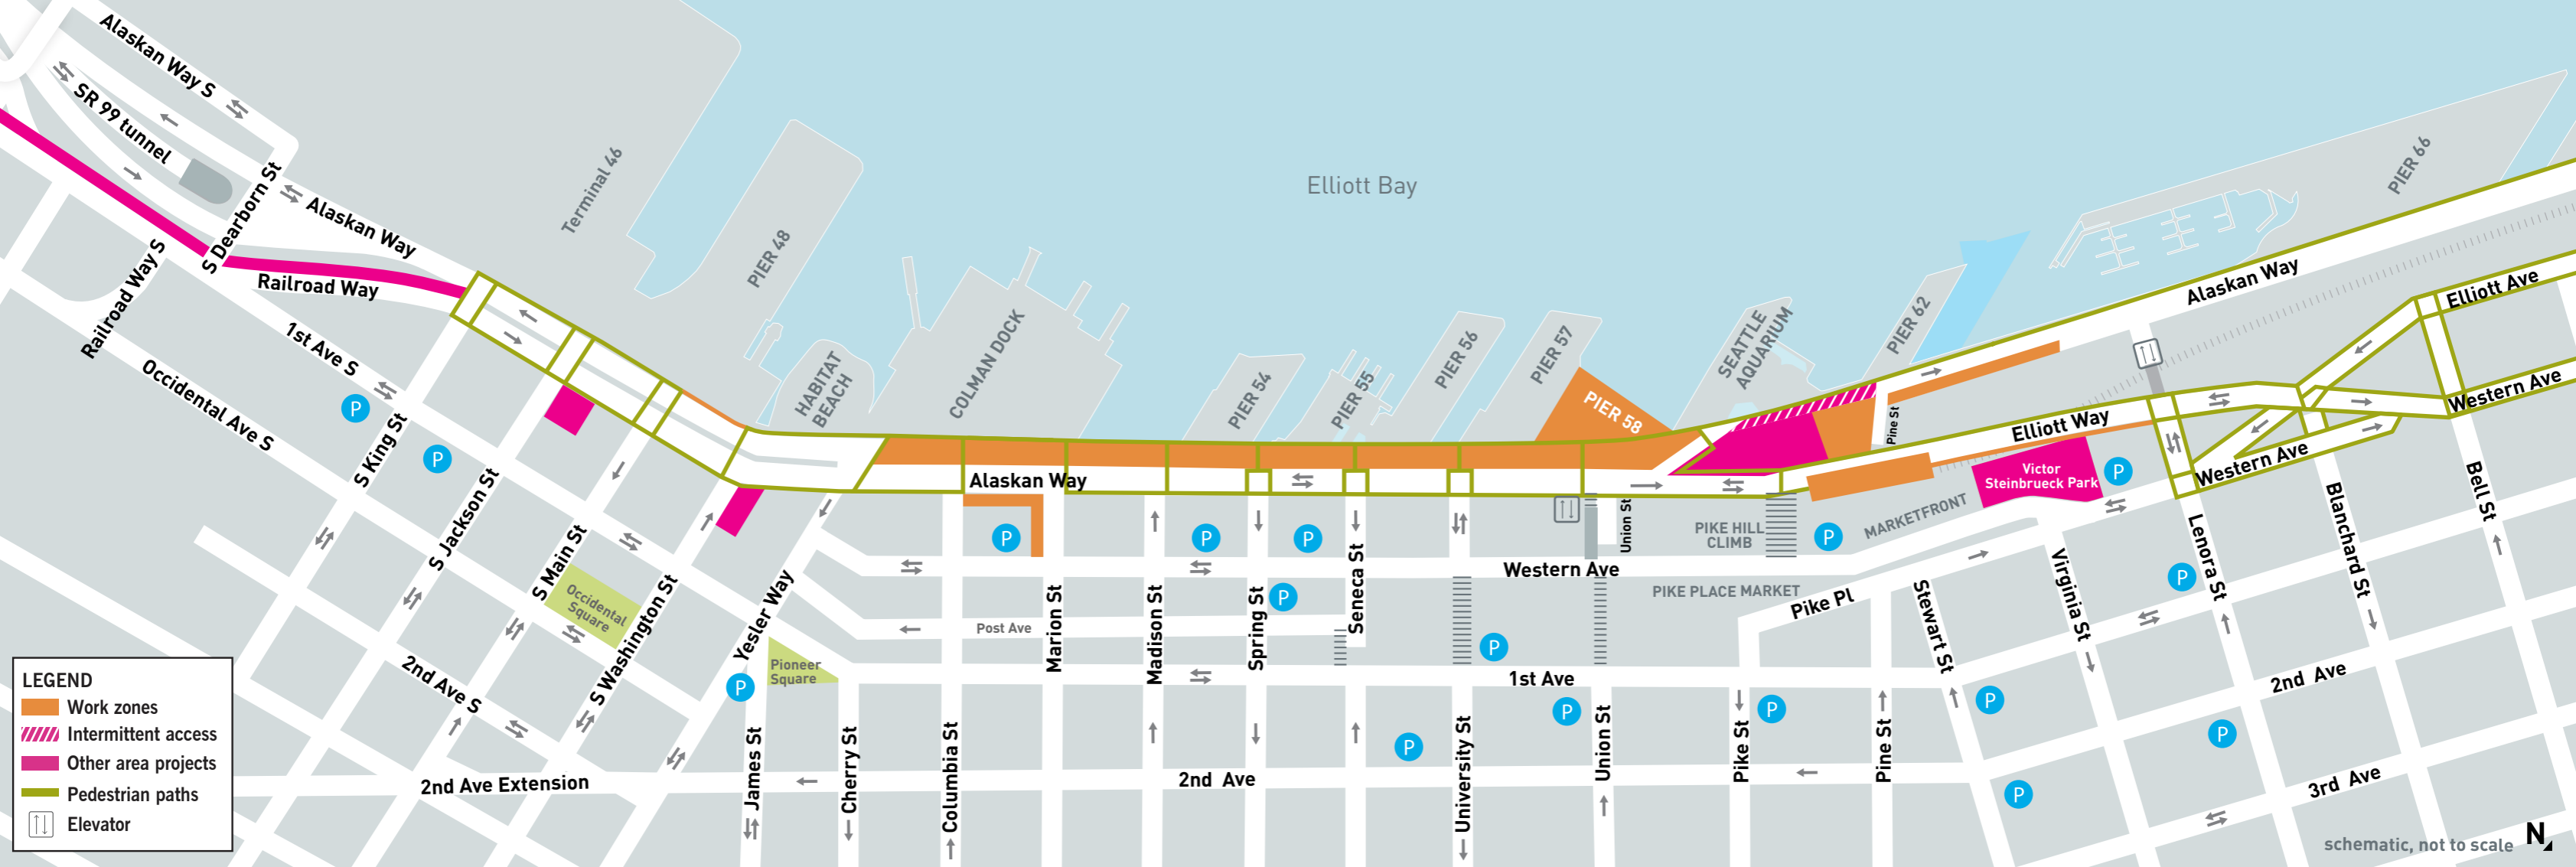 Alaskan Way S
SR 99 tunnel
S Dearborn St
Alaskan Way
Railroad Way
Railroad Way S
1st Ave S
Occidental Ave S
P
P
S King St
S Jackson St
S Main St
Occidental
Square
S Washington St
Yesler Way
2nd Ave S
2nd Ave Extension
Terminal 46
PIER 48
HABITAT
BEACH
COLMAN DOCK
Elliott Bay
PIER 54
PIER 55
PIER 56
PIER 57
PIER 58
SEATTLE
AQUARIUM
PIER 62
PIER 66
Alaskan Way
Alaskan Way
Elliott Ave
Western Ave
Elliott Way
Western Ave
Pine St
Victor
Steinbrueck Park
P
MARKETFRONT
PIKE HILL
CLIMB
P
Union St
P
P
P
P
Western Ave
PIKE PLACE MARKET
Pike Pl
Post Ave
Pioneer
Square
P
Marion St
Madison St
Spring St
Seneca St
P
1st Ave
P
P
P
P
James St
Cherry St
Columbia St
2nd Ave
University St
Union St
Pike St
Pine St
Stewart St
Virginia St
Lenora St
Blanchard St
Bell St
P
P
P
2nd Ave
3rd Ave
LEGEND
Work zones
Intermittent access
Other area projects
Pedestrian paths
Elevator
schematic, not to scale
N